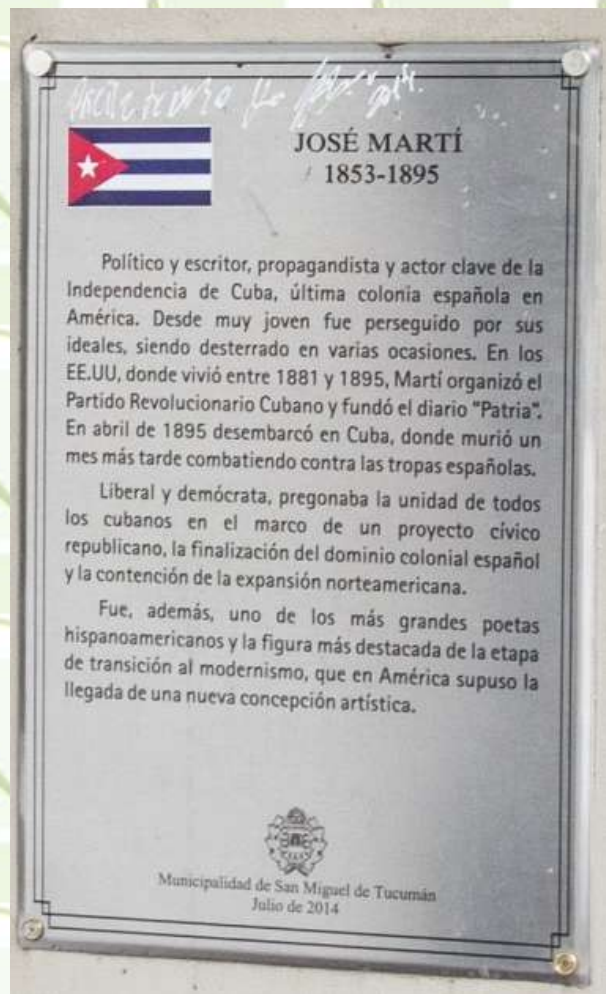 JOSÉ MARTÍ
1853-1895
Político y escritor, propagandista y actor clave de la
Independencia de Cuba, última colonia española en
América. Desde muy joven fue perseguido por sus
ideales, siendo desterrado en varias ocasiones. En los
EE.UU, donde vivió entre 1881 y 1895, Martí organizó el
Partido Revolucionario Cubano y fundó el diario "Patria".
En abril de 1895 desembarcó en Cuba, donde murió un
mes más tarde combatiendo contra las tropas españolas.
Liberal y demócrata, pregonaba la unidad de todos
los cubanos en el marco de un proyecto cívico
republicano, la finalización del dominio colonial español
y la contención de la expansión norteamericana.
Fue, además, uno de los más grandes poetas
hispanoamericanos y la figura más destacada de la etapa
de transición al modernismo, que en América supuso la
llegada de una nueva concepción artística.
Municipalidad de San Miguel de Tucumán
Julio de 2014